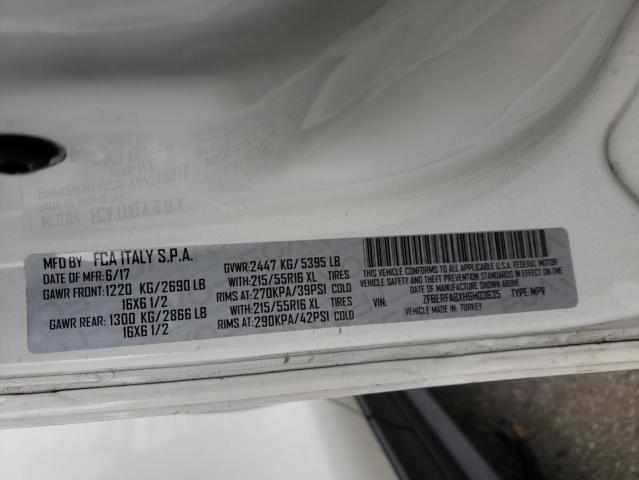 MFD BY FCA ITALY S.P.A.
DATE OF MFR: 6/17
GAWR FRONT: 1220 KG/2690 LB
16X6 1/2
GAWR REAR: 1300 KG/2866 LB
16X6 1/2
GVWR: 2447 KG/ 5395 LB
WITH: 215/55R16 XL TIRES
RIMS AT: 270KPA/39PSI COLD
WITH: 215/55R16 XL TIRES
RIMS AT: 290KPA/42PSI COLD
THIS VEHICLE CONFORMS TO ALL APPLICABLE U.S.A. FEDERAL MOTOR
VEHICLE SAFETY AND THEFT PREVENTION STANDARDS IN EFFECT ON THE
DATE OF MANUFACTURE SHOWN ABOVE.
VIN: ZFBERFABXH6H03635 TYPE: MPV
VEHICLE MADE IN: TURKEY